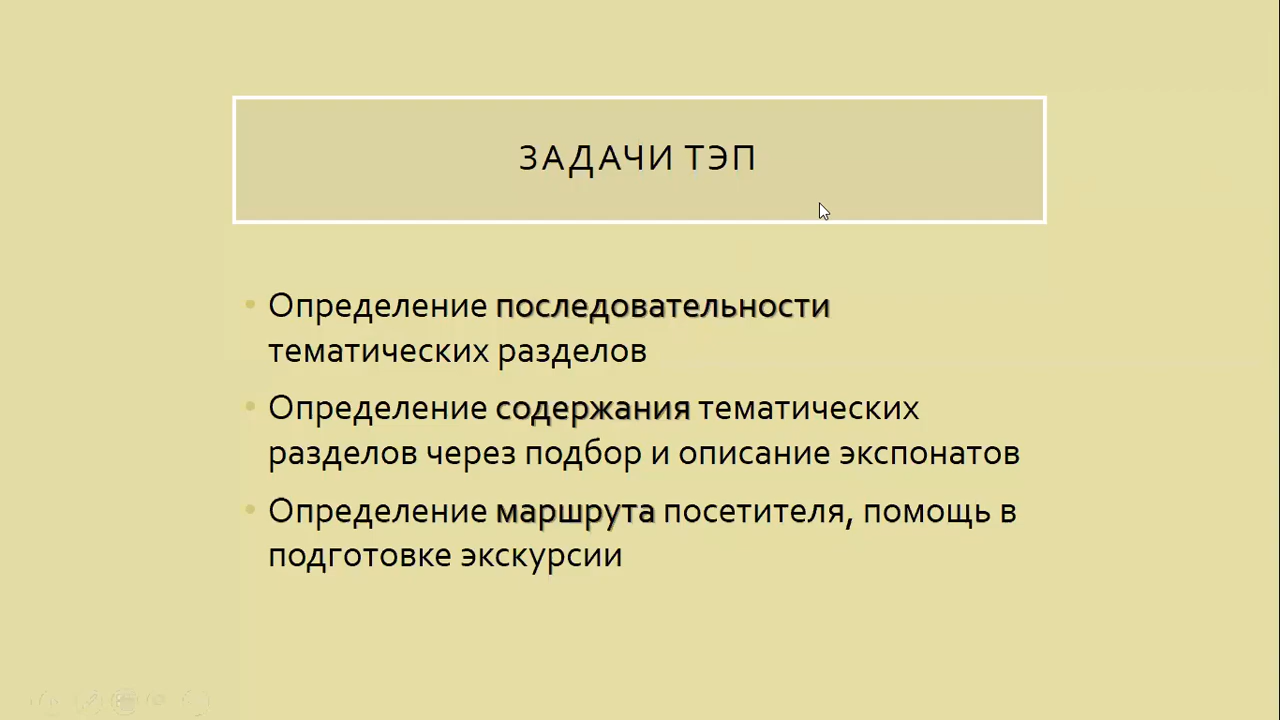 ЗАДАЧИ ТЭП
• Определение последовательности
тематических разделов
• Определение содержания тематических
разделов через подбор и описание экспонатов
• Определение маршрута посетителя, помощь в
подготовке экскурсии